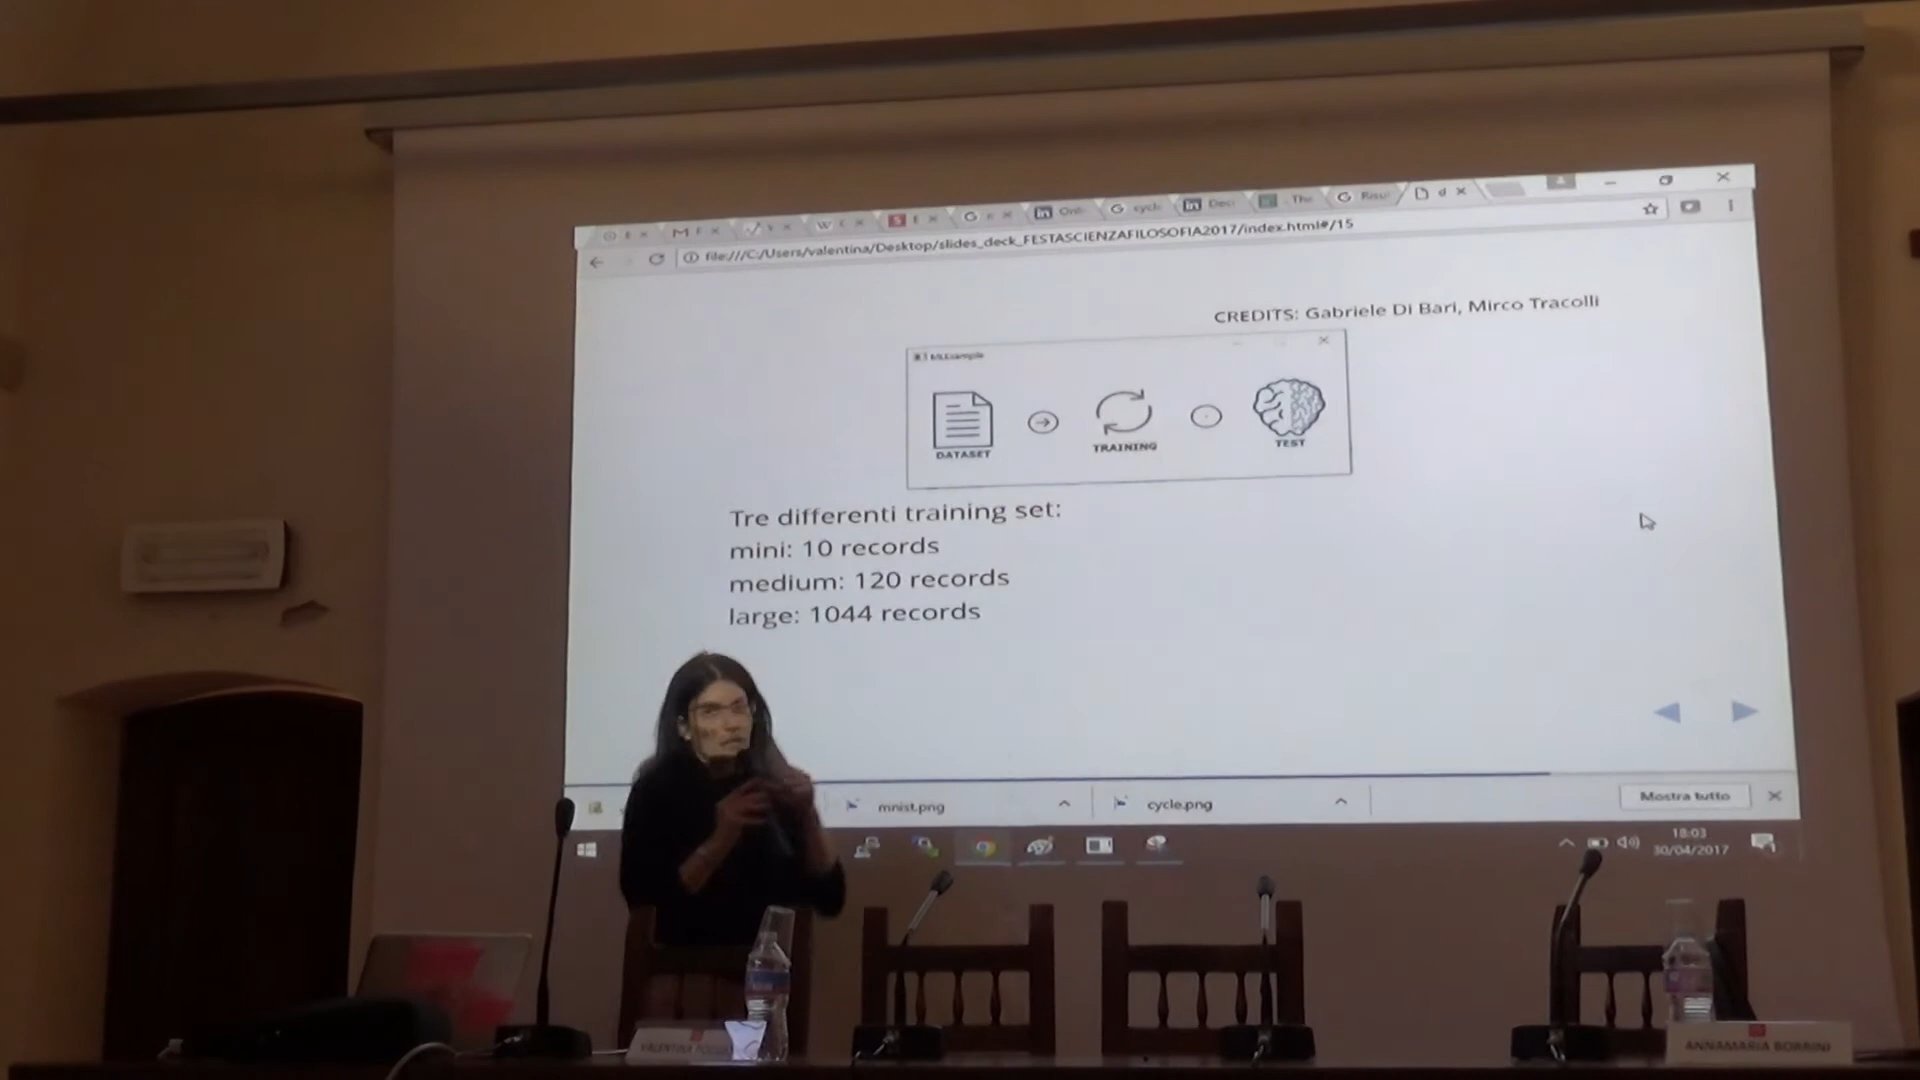 file:///C:/Users/valentina/Desktop/slides_deck_FESTASCIENZAFILOSOFIA2017/index.html#/15
CREDITS: Gabriele Di Bari, Mirco Tracolli
MLExample
DATASET
TRAINING
TEST
Tre differenti training set:
mini: 10 records
medium: 120 records
large: 1044 records
mnist.png
cycle.png
Mostra tutto
18:03
30/04/2017
VALENTINA
ANNAMARIA